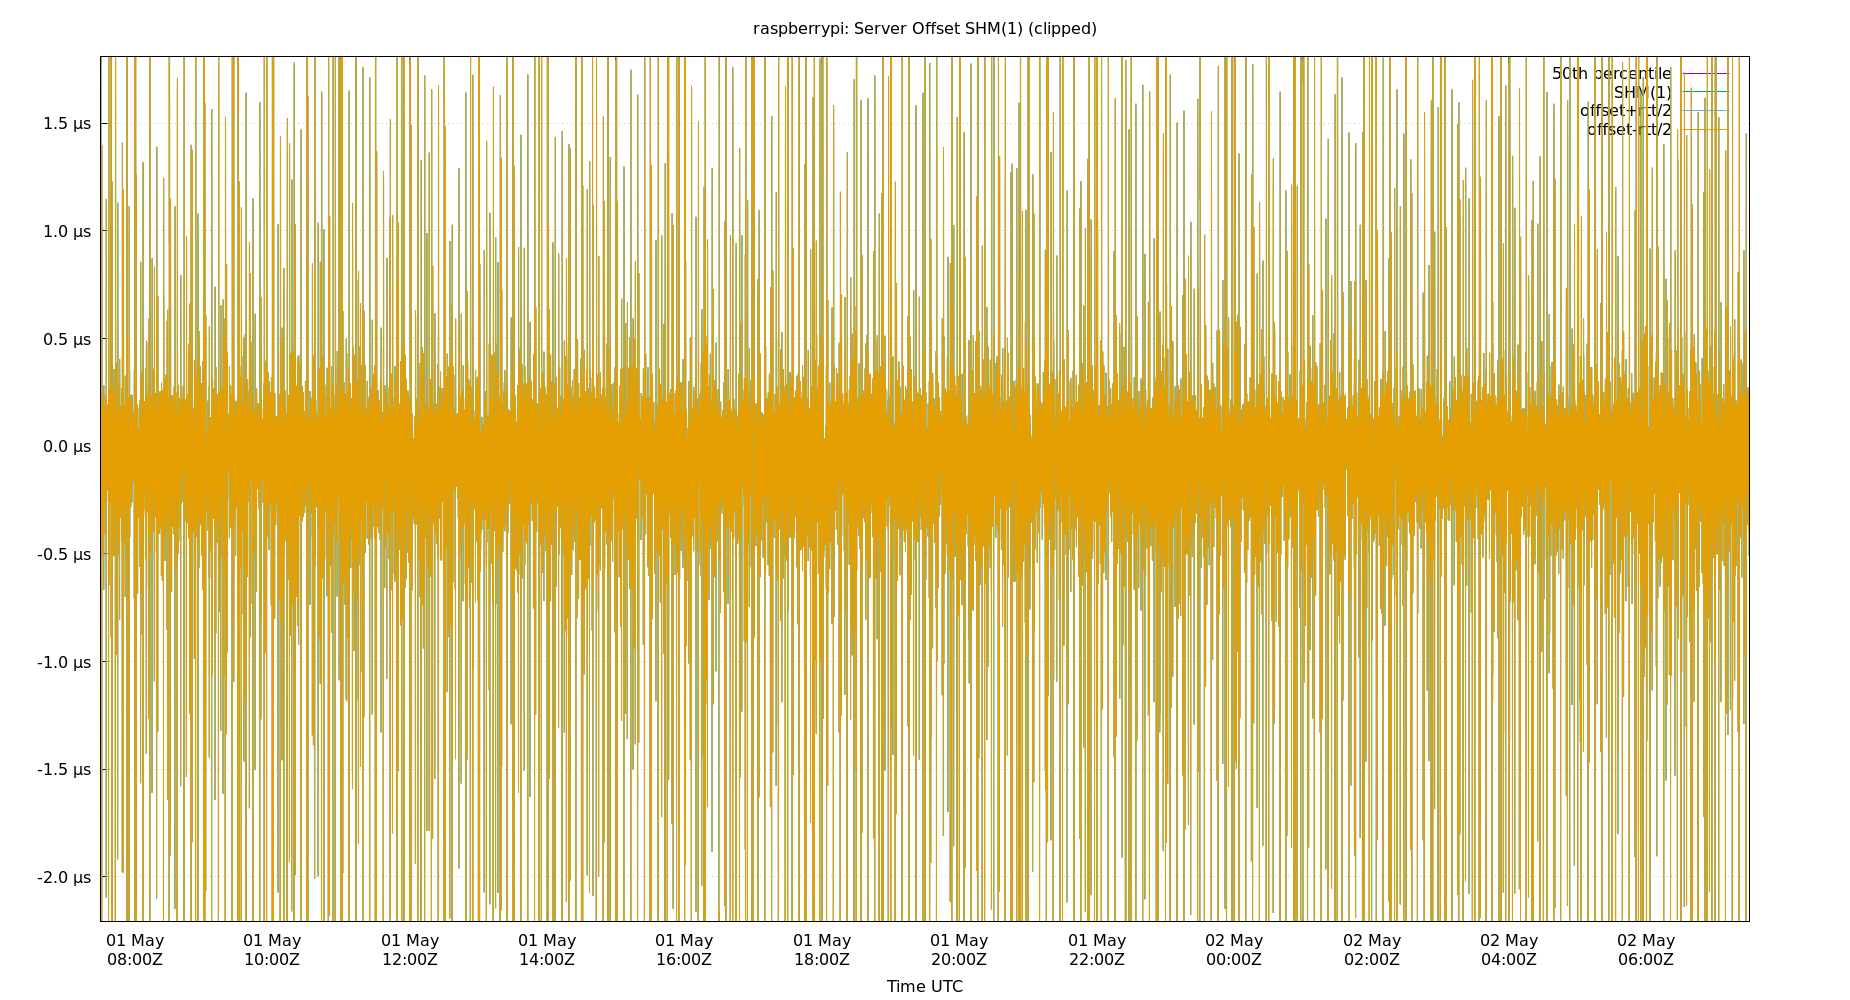 raspberrypi: Server Offset SHM(1) (clipped)
50th percentile
SHM(1)
offset+rtt/2
offset-rtt/2
1.5 µs
1.0 µs
0.5 µs
0.0 µs
-0.5 µs
-1.0 µs
-1.5 µs
-2.0 µs
01 May 01 May 01 May 01 May 01 May 01 May 01 May 01 May 02 May 02 May 02 May 02 May
08:00Z 10:00Z 12:00Z 14:00Z 16:00Z 18:00Z 20:00Z 22:00Z 00:00Z 02:00Z 04:00Z 06:00Z
Time UTC